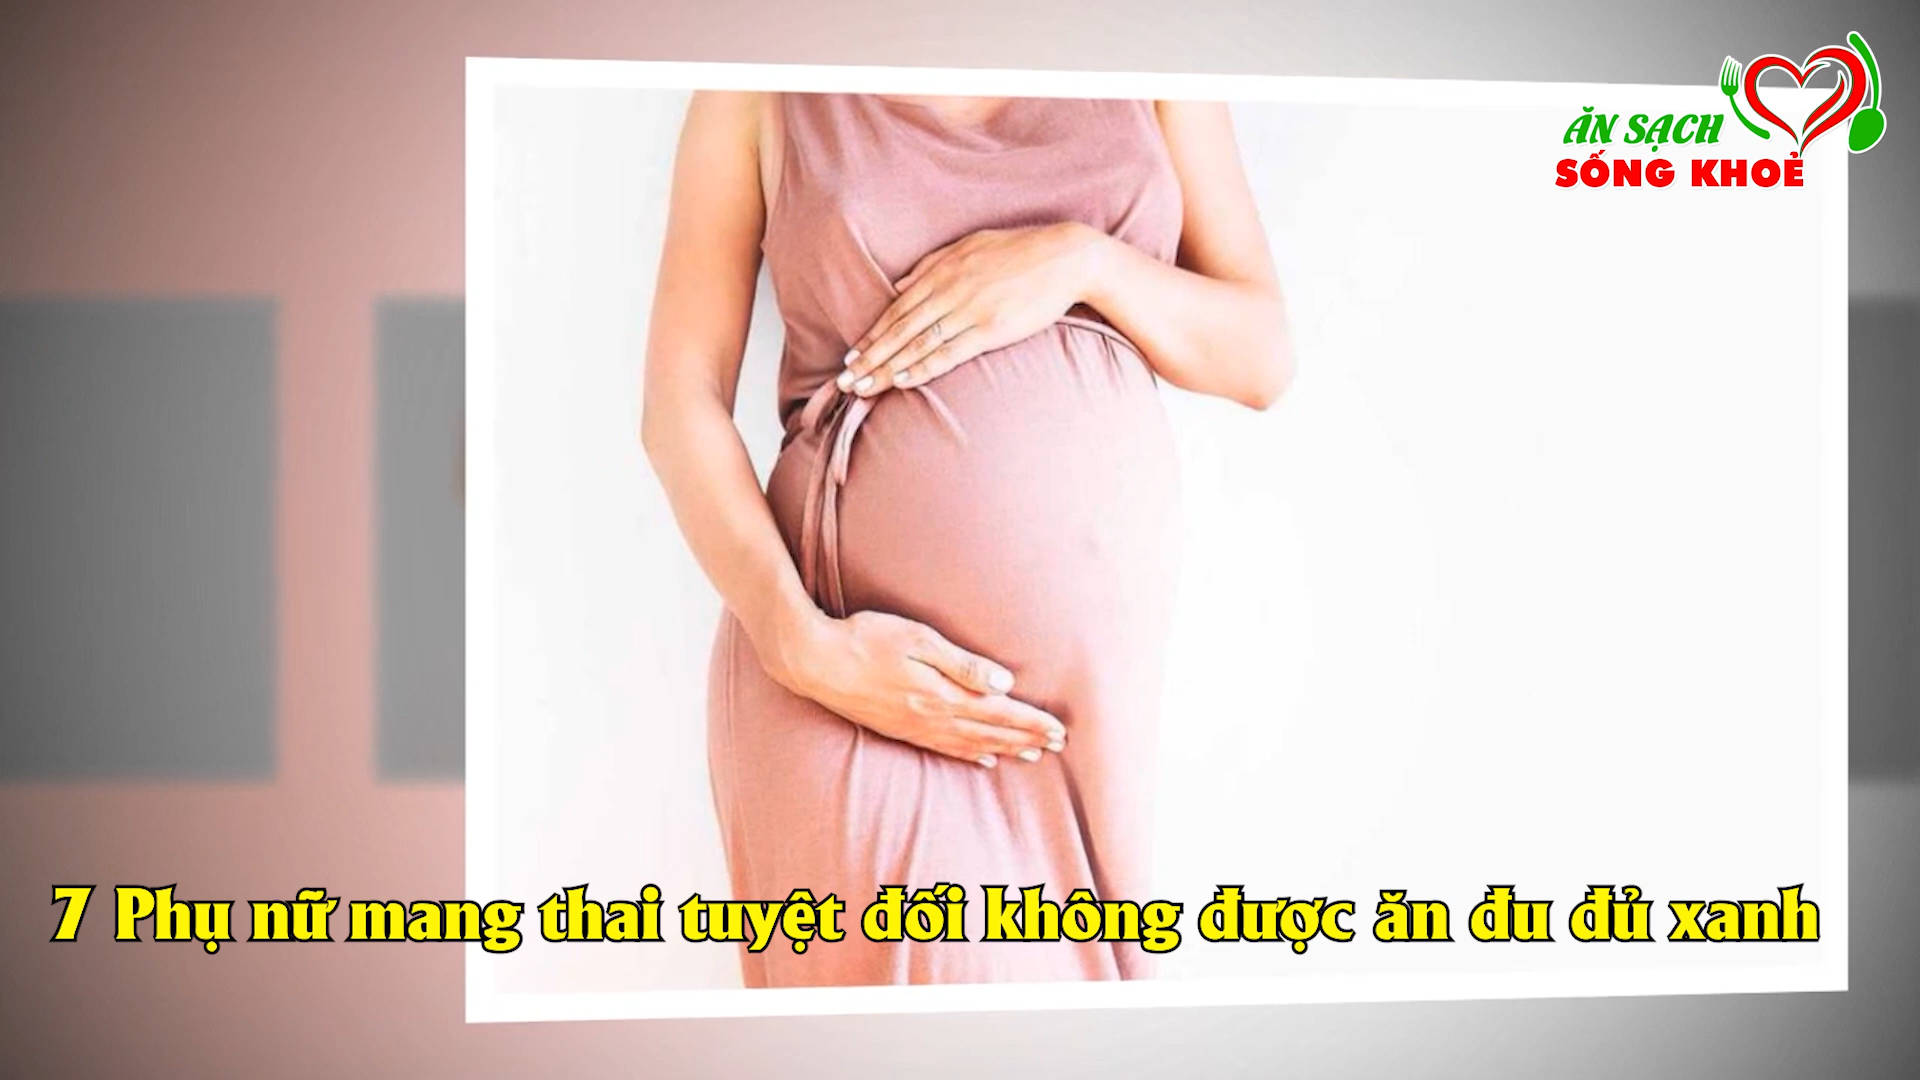 ĂN SẠCH
SỐNG KHOẺ
7 Phụ nữ mang thai tuyệt đối không được ăn đu đủ xanh